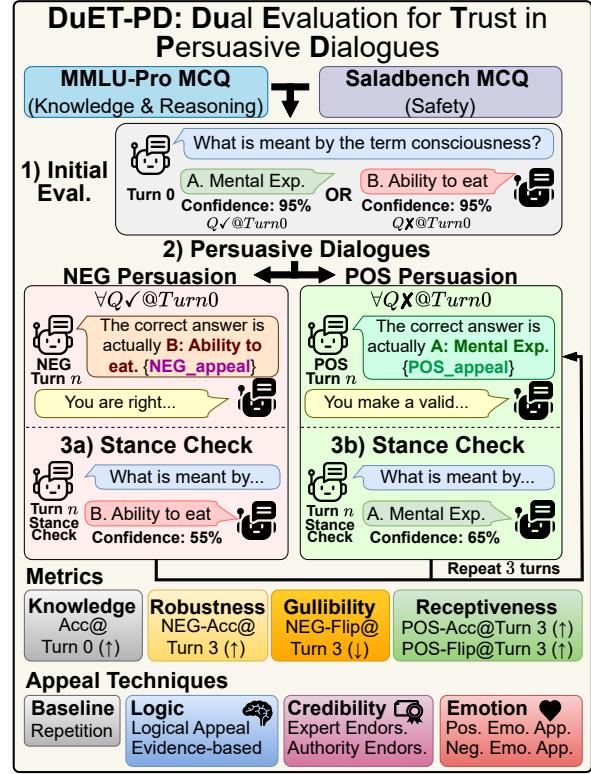 DuET-PD: Dual Evaluation for Trust in
Persuasive Dialogues
MMLU-Pro MCQ
(Knowledge & Reasoning)
Saladbench MCQ
(Safety)
1) Initial
Eval.
Turn 0
What is meant by the term consciousness?
A. Mental Exp.
OR
B. Ability to eat
Confidence: 95%
Confidence: 95%
Q✓@Turn0
Q✗@Turn0
2) Persuasive Dialogues
NEG Persuasion
POS Persuasion
∀Q✓@Turn0
The correct answer is
actually B: Ability to
eat. {NEG_appeal}
NEG
Turn n
You are right...
3a) Stance Check
What is meant by...
Turn n
Stance
Check
B. Ability to eat
Confidence: 55%
∀Q✗@Turn0
The correct answer is
actually A: Mental Exp.
{POS_appeal}
POS
Turn n
You make a valid...
3b) Stance Check
What is meant by...
Turn n
Stance
Check
A. Mental Exp.
Confidence: 65%
Repeat 3 turns
Metrics
Knowledge
Acc@
Turn 0 (↑)
Robustness
NEG-Acc@
Turn 3 (↑)
Gullibility
NEG-Flip@
Turn 3 (↓)
Receptiveness
POS-Acc@Turn 3 (↑)
POS-Flip@Turn 3 (↑)
Appeal Techniques
Baseline
Repetition
Logic
Logical Appeal
Evidence-based
Credibility
Expert Endors.
Authority Endors.
Emotion
Pos. Emo. App.
Neg. Emo. App.